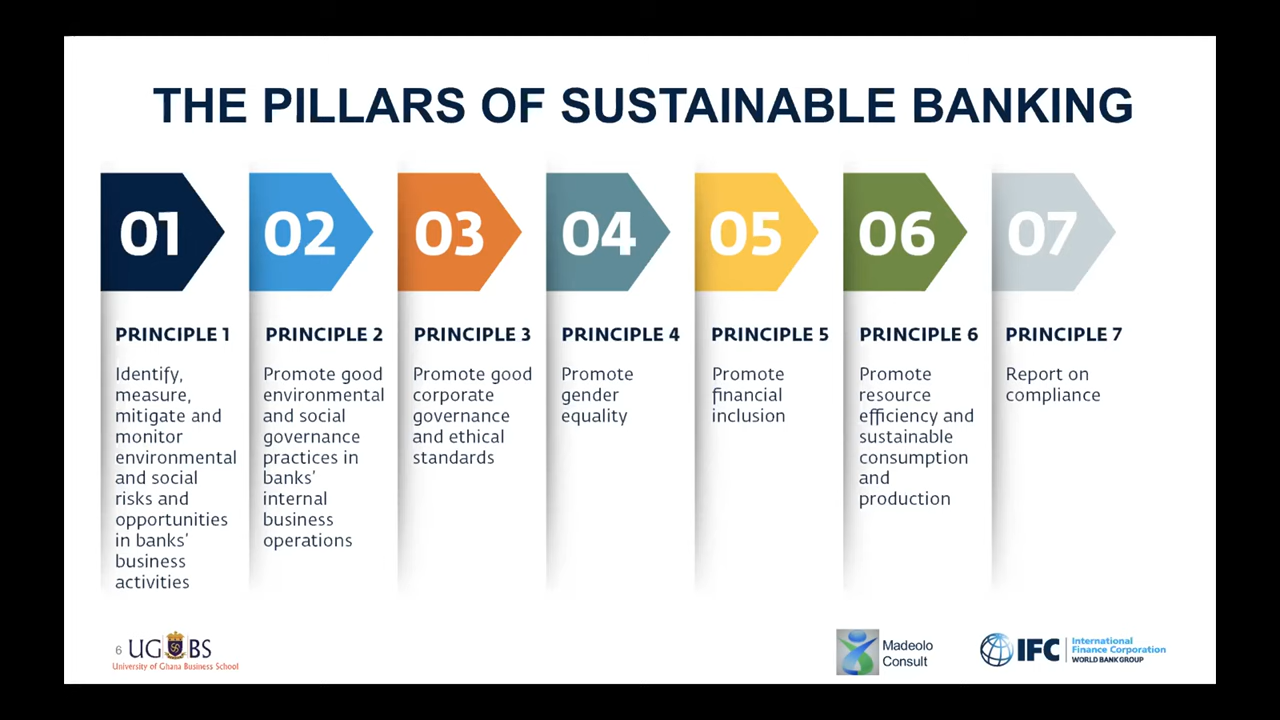 THE PILLARS OF SUSTAINABLE BANKING
01
PRINCIPLE 1
Identify,
measure,
mitigate and
monitor
environmental
and social
risks and
opportunities
in banks’
business
activities
02
PRINCIPLE 2
Promote good
environmental
and social
governance
practices in
banks’
internal
business
operations
03
PRINCIPLE 3
Promote good
corporate
governance
and ethical
standards
04
PRINCIPLE 4
Promote
gender
equality
05
PRINCIPLE 5
Promote
financial
inclusion
06
PRINCIPLE 6
Promote
resource
efficiency and
sustainable
consumption
and
production
07
PRINCIPLE 7
Report on
compliance
6
UGBS
University of Ghana Business School
Madeolo
Consult
IFC
International
Finance Corporation
WORLD BANK GROUP